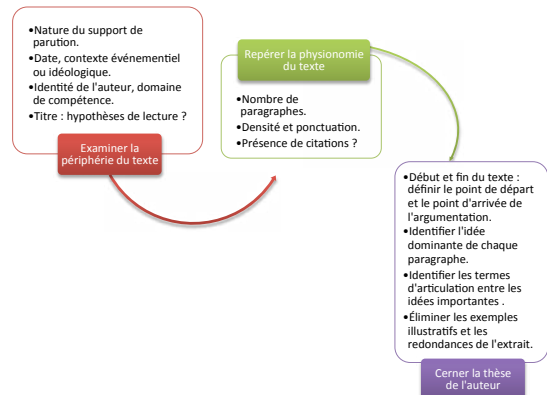 •Nature du support de
parution.
•Date, contexte événementiel
ou idéologique.
•Identité de l'auteur, domaine
de compétence.
•Titre : hypothèses de lecture ?
Examiner la
périphérie du texte
Repérer la physionomie
du texte
•Nombre de
paragraphes.
•Densité et ponctuation.
•Présence de citations ?
•Début et fin du texte :
définir le point de départ
et le point d'arrivée de
l'argumentation.
•Identifier l'idée
dominante de chaque
paragraphe.
•Identifier les termes
d'articulation entre les
idées importantes .
•Éliminer les exemples
illustratifs et les
redondances de l'extrait.
Cerner la thèse
de l'auteur